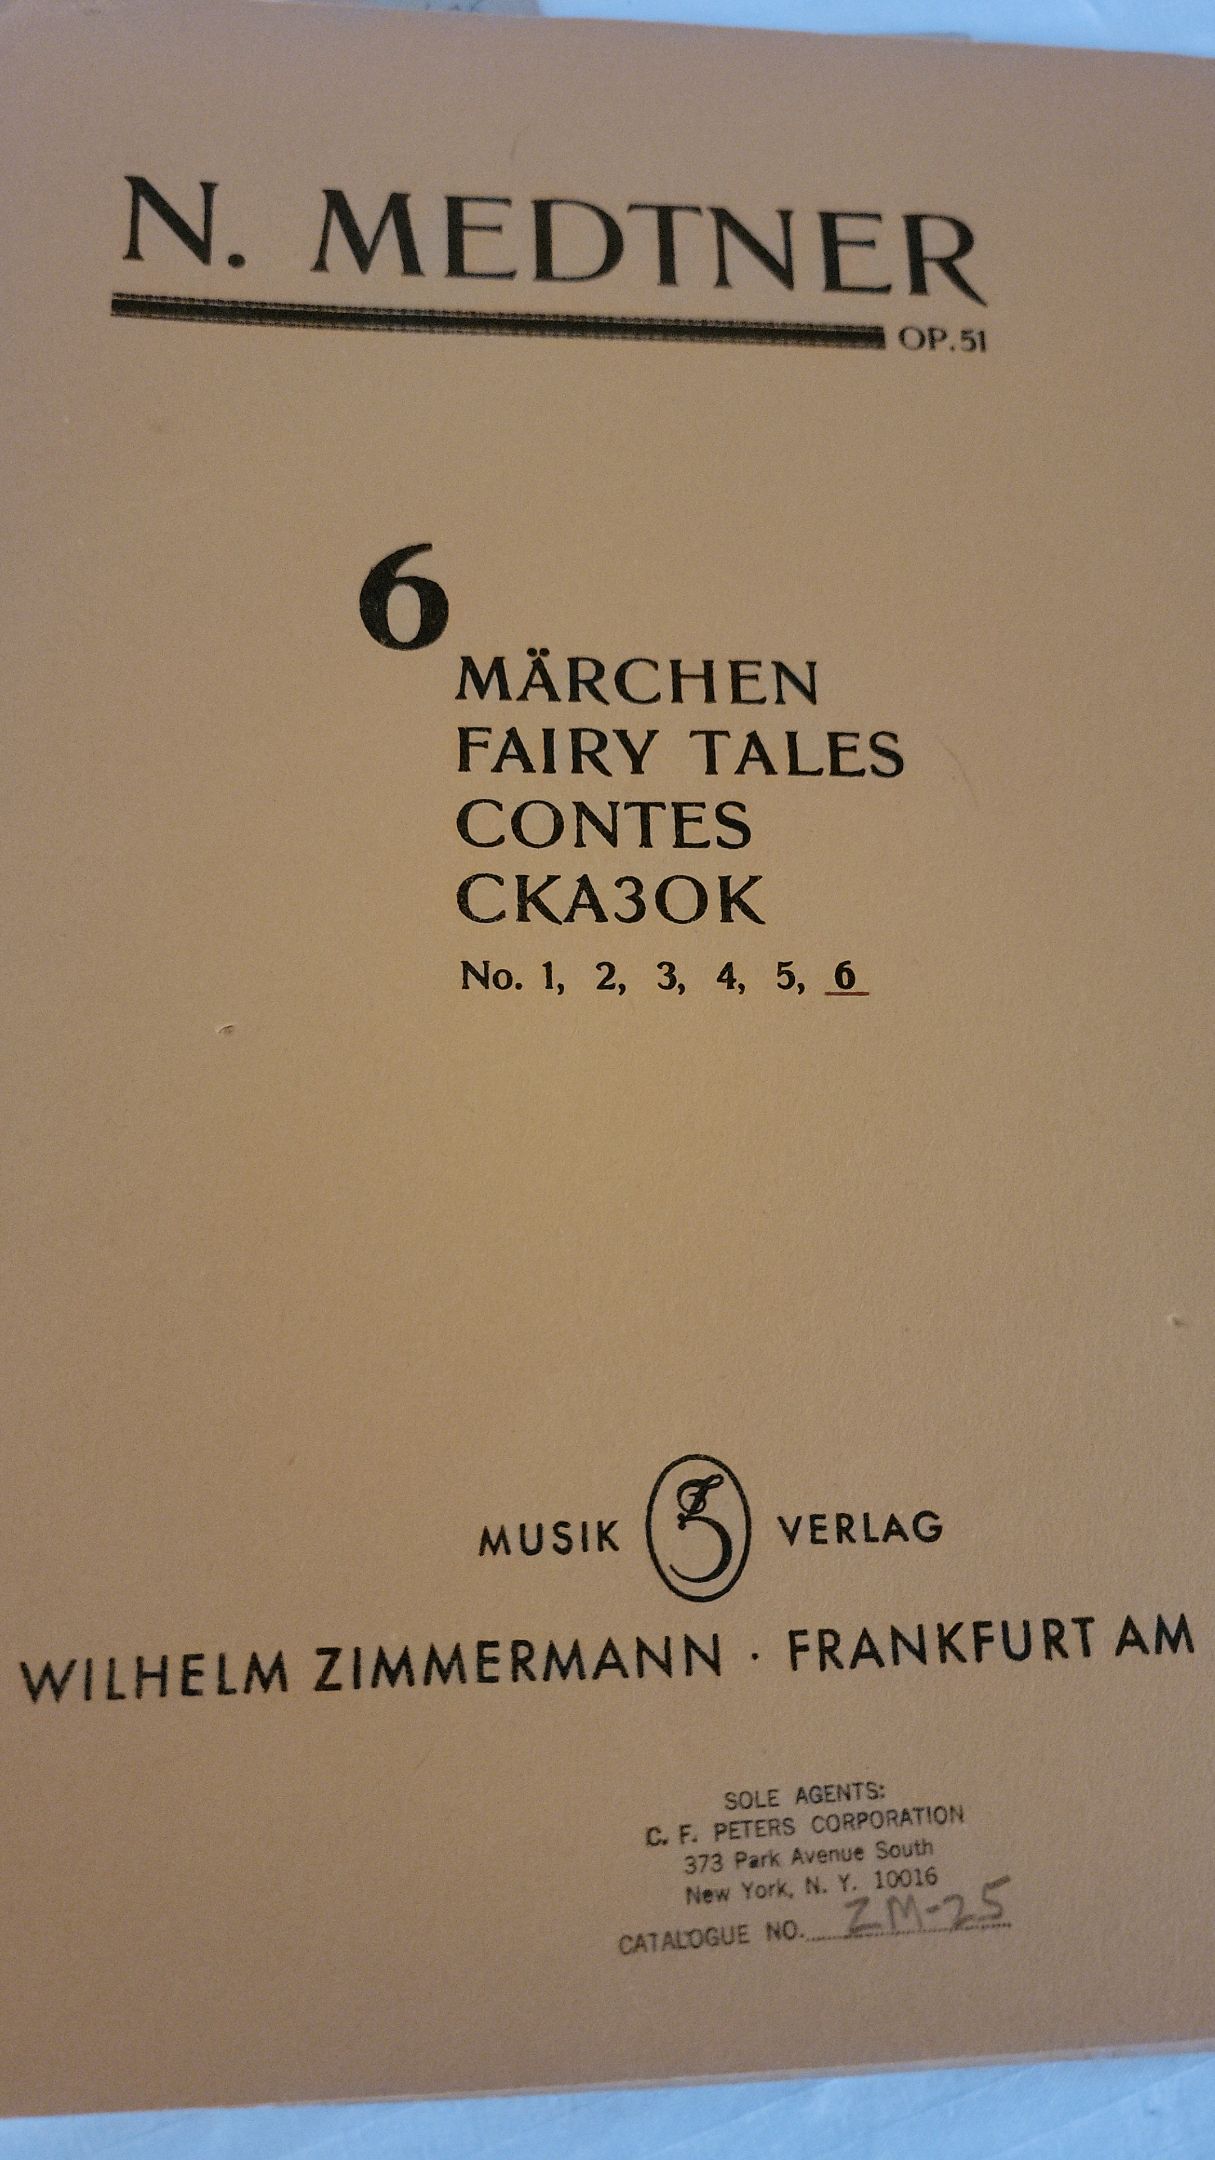 N. MEDTNER
OP.51
6
MÄRCHEN
FAIRY TALES
CONTES
СКАЗОК
No. 1, 2, 3, 4, 5, 6
MUSIK VERLAG
WILHELM ZIMMERMANN · FRANKFURT AM
SOLE AGENTS:
C. F. PETERS CORPORATION
373 Park Avenue South
New York, N. Y. 10016
CATALOGUE NO. ZM-25